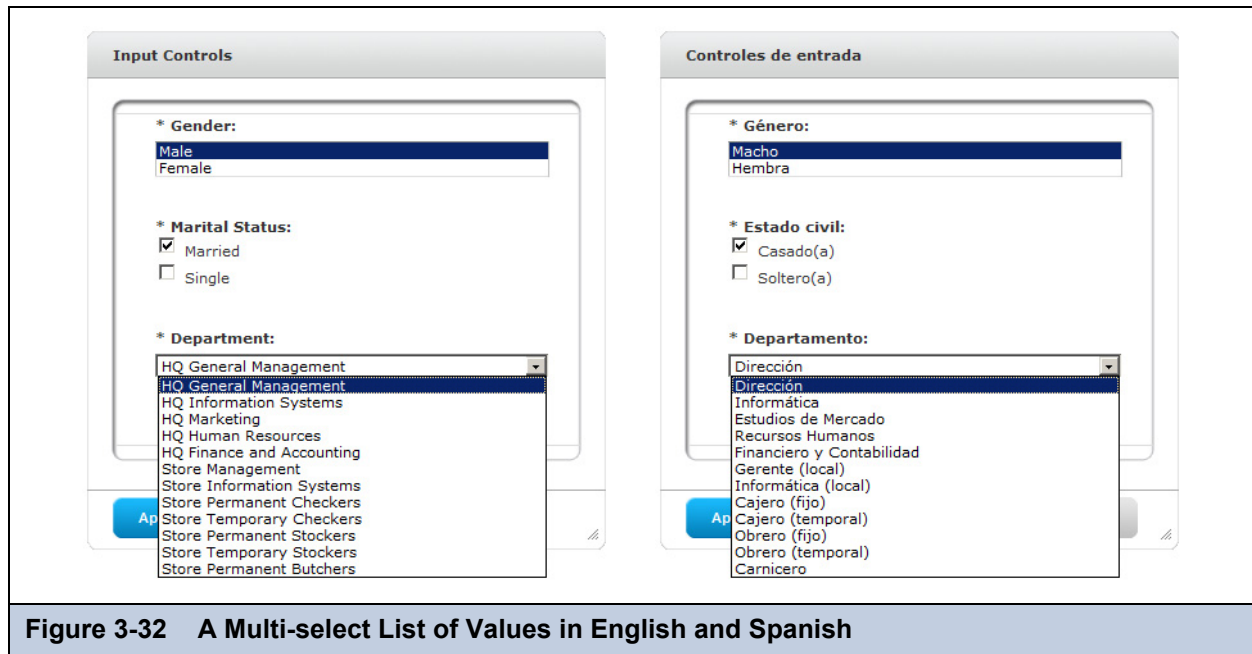 Input Controls
* Gender:
Male
Female
* Marital Status:
Married
Single
* Department:
HQ General Management
HQ General Management
HQ Information Systems
HQ Marketing
HQ Human Resources
HQ Finance and Accounting
Store Management
Store Information Systems
Store Permanent Checkers
Store Temporary Checkers
Store Permanent Stockers
Store Temporary Stockers
Store Permanent Butchers
Ap
Controles de entrada
* Género:
Macho
Hembra
* Estado civil:
Casado(a)
Soltero(a)
* Departamento:
Dirección
Dirección
Informática
Estudios de Mercado
Recursos Humanos
Financiero y Contabilidad
Gerente (local)
Informática (local)
Cajero (fijo)
Cajero (temporal)
Obrero (fijo)
Obrero (temporal)
Carnicero
Ap
Figure 3-32 A Multi-select List of Values in English and Spanish